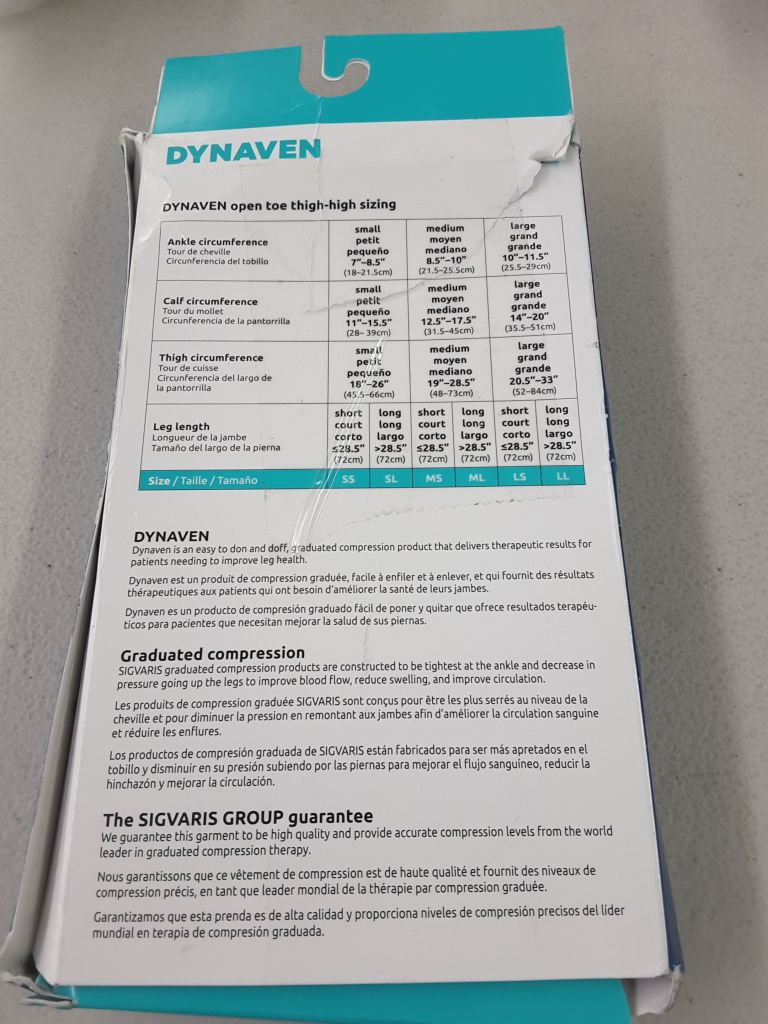 DYNAVEN
DYNAVEN open toe thigh-high sizing
Ankle circumference
Tour de cheville
Circunferencia del tobillo
small
petit
pequeño
7"–8.5"
(18–21.5cm)
medium
moyen
mediano
8.5"–10"
(21.5–25.5cm)
large
grand
grande
10"–11.5"
(25.5–29cm)
Calf circumference
Tour du mollet
Circunferencia de la pantorrilla
small
petit
pequeño
11"–15.5"
(28– 39cm)
medium
moyen
mediano
12.5"–17.5"
(31.5–45cm)
large
grand
grande
14"–20"
(35.5–51cm)
Thigh circumference
Tour de cuisse
Circunferencia del largo de
la pantorrilla
small
petit
pequeño
18"–26"
(45.5–66cm)
medium
moyen
mediano
19"–28.5"
(48–73cm)
large
grand
grande
20.5"–33"
(52–84cm)
Leg length
Longueur de la jambe
Tamaño del largo de la pierna
short
court
corto
≤28.5"
(72cm)
long
long
largo
>28.5"
(72cm)
short
court
corto
≤28.5"
(72cm)
long
long
largo
>28.5"
(72cm)
short
court
corto
≤28.5"
(72cm)
long
long
largo
>28.5"
(72cm)
Size / Taille / Tamaño SS SL MS ML LS LL
DYNAVEN
Dynaven is an easy to don and doff, graduated compression product that delivers therapeutic results for
patients needing to improve leg health.
Dynaven est un produit de compression graduée, facile à enfiler et à enlever, et qui fournit des résultats
thérapeutiques aux patients qui ont besoin d'améliorer la santé de leurs jambes.
Dynaven es un producto de compresión graduado fácil de poner y quitar que ofrece resultados terapéu-
ticos para pacientes que necesitan mejorar la salud de sus piernas.
Graduated compression
SIGVARIS graduated compression products are constructed to be tightest at the ankle and decrease in
pressure going up the legs to improve blood flow, reduce swelling, and improve circulation.
Les produits de compression graduée SIGVARIS sont conçus pour être les plus serrés au niveau de la
cheville et pour diminuer la pression en remontant aux jambes afin d'améliorer la circulation sanguine
et réduire les enflures.
Los productos de compresión graduada de SIGVARIS están fabricados para ser más apretados en el
tobillo y disminuir en su presión subiendo por las piernas para mejorar el flujo sanguíneo, reducir la
hinchazón y mejorar la circulación.
The SIGVARIS GROUP guarantee
We guarantee this garment to be high quality and provide accurate compression levels from the world
leader in graduated compression therapy.
Nous garantissons que ce vêtement de compression est de haute qualité et fournit des niveaux de
compression précis, en tant que leader mondial de la thérapie par compression graduée.
Garantizamos que esta prenda es de alta calidad y proporciona niveles de compresión precisos del líder
mundial en terapia de compresión graduada.